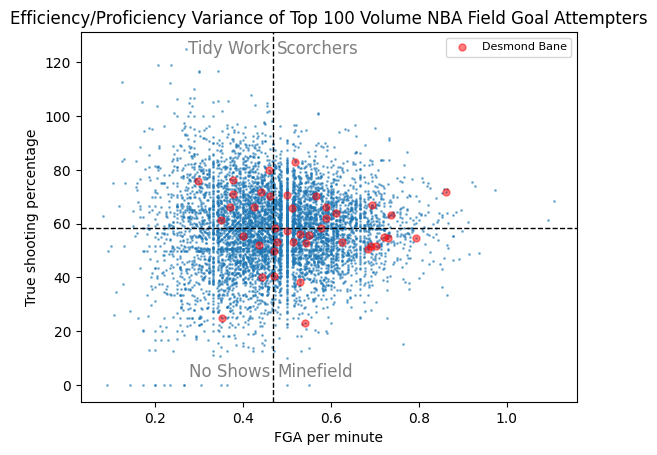 Efficiency/Proficiency Variance of Top 100 Volume NBA Field Goal Attempters
Tidy Work Scorchers
Desmond Bane
120
100
80
60
40
20
0
True shooting percentage
No Shows Minefield
0.2 0.4 0.6 0.8 1.0
FGA per minute